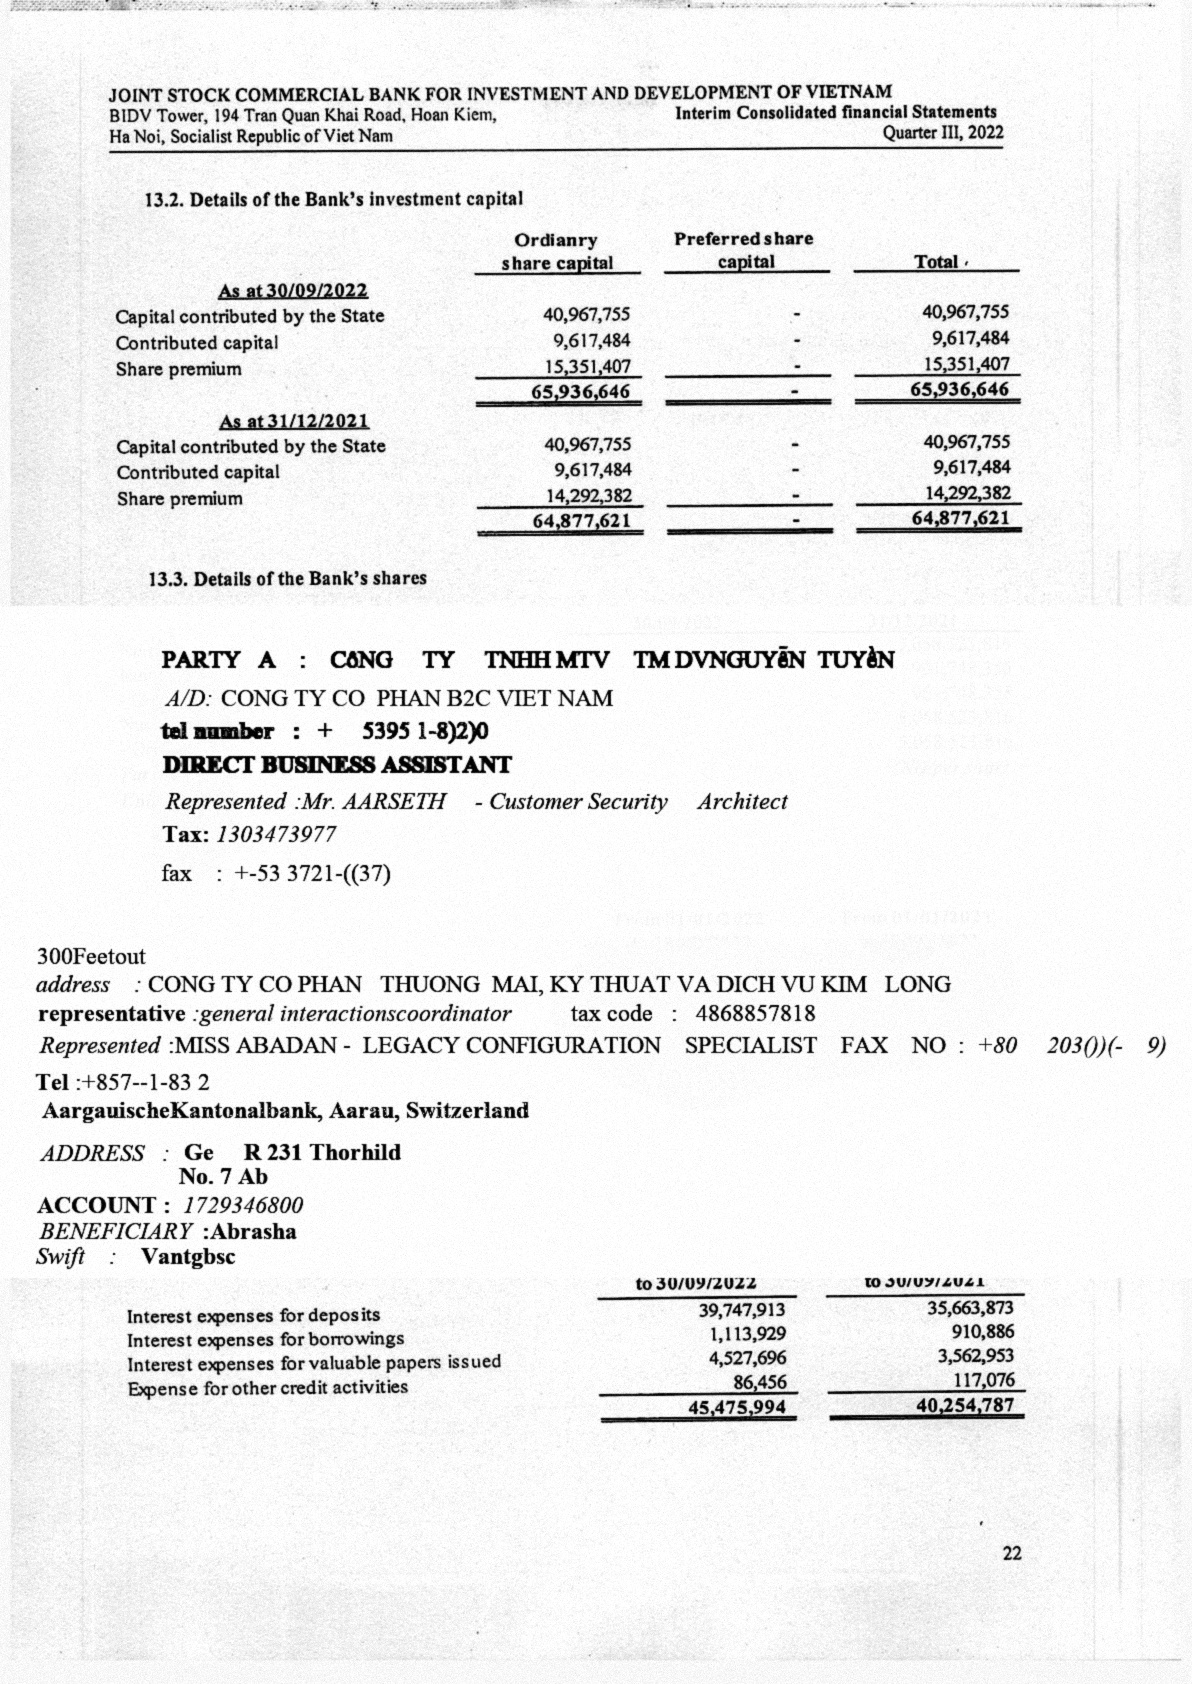 JOINT STOCK COMMERCIAL BANK FOR INVESTMENT AND DEVELOPMENT OF VIETNAM
BIDV Tower, 194 Tran Quan Khai Road, Hoan Kiem, Interim Consolidated financial Statements
Ha Noi, Socialist Republic of Viet Nam Quarter III, 2022
13.2. Details of the Bank's investment capital
Ordianry Preferred share
share capital capital Total
As at 30/09/2022
Capital contributed by the State 40,967,755 - 40,967,755
Contributed capital 9,617,484 - 9,617,484
Share premium 15,351,407 - 15,351,407
65,936,646 - 65,936,646
As at 31/12/2021
Capital contributed by the State 40,967,755 - 40,967,755
Contributed capital 9,617,484 - 9,617,484
Share premium 14,292,382 - 14,292,382
64,877,621 - 64,877,621
13.3. Details of the Bank's shares
PARTY A : CôNG TY TNHH MTV TM DVNGUYễN TUYềN
A/D: CONG TY CO PHAN B2C VIET NAM
tel number : + 5395 1-8)2)0
DIRECT BUSINESS ASSISTANT
Represented :Mr. AARSETH - Customer Security Architect
Tax: 1303473977
fax : +-53 3721-((37)
300Feetout
address : CONG TY CO PHAN THUONG MAI, KY THUAT VA DICH VU KIM LONG
representative :general interactionscoordinator tax code : 4868857818
Represented :MISS ABADAN - LEGACY CONFIGURATION SPECIALIST FAX NO : +80 203())(- 9)
Tel :+857--1-83 2
AargauischeKantonalbank, Aarau, Switzerland
ADDRESS : Ge R 231 Thorhild
No. 7 Ab
ACCOUNT : 1729346800
BENEFICIARY :Abrasha
Swift : Vantgbsc
to 30/09/2022 to 30/09/2021
Interest expenses for deposits 39,747,913 35,663,873
Interest expenses for borrowings 1,113,929 910,886
Interest expenses for valuable papers issued 4,527,696 3,562,953
Expense for other credit activities 86,456 117,076
45,475,994 40,254,787
22